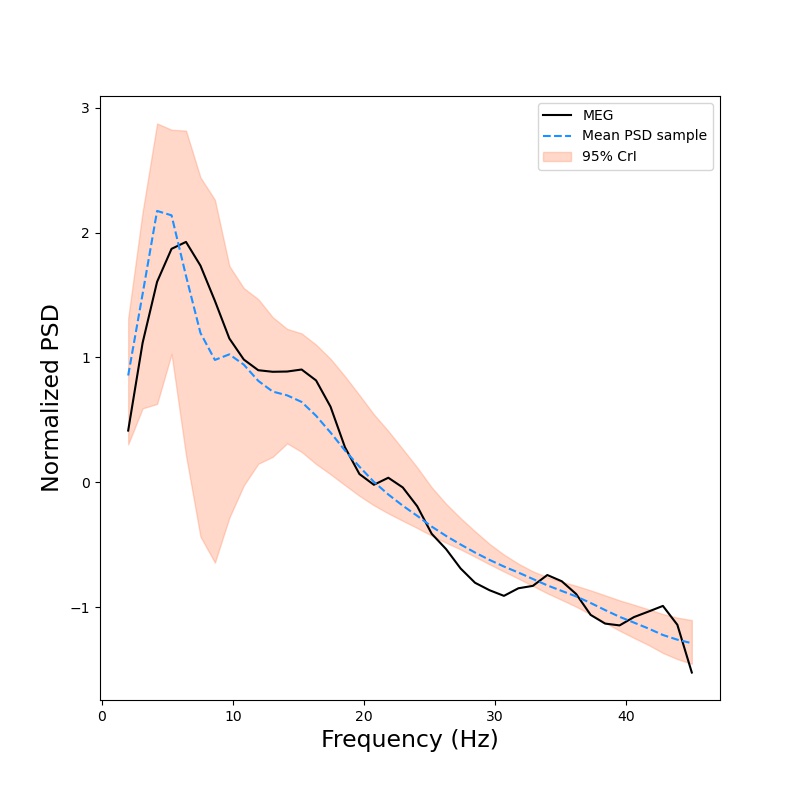 3
2
1
0
−1
0
10
20
30
40
Normalized PSD
Frequency (Hz)
MEG
Mean PSD sample
95% CrI